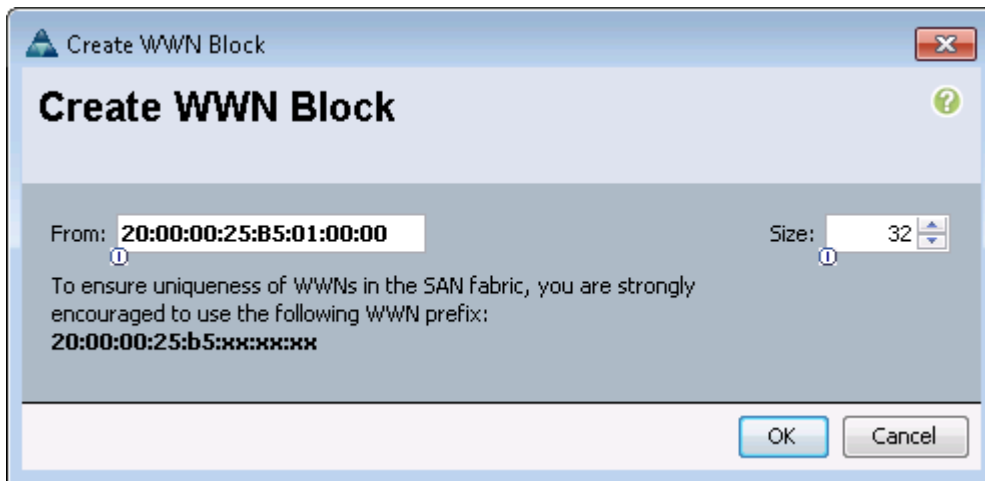 Create WWN Block
Create WWN Block
From: 20:00:00:25:B5:01:00:00 Size: 32
To ensure uniqueness of WWNs in the SAN fabric, you are strongly
encouraged to use the following WWN prefix:
20:00:00:25:b5:xx:xx:xx
OK Cancel